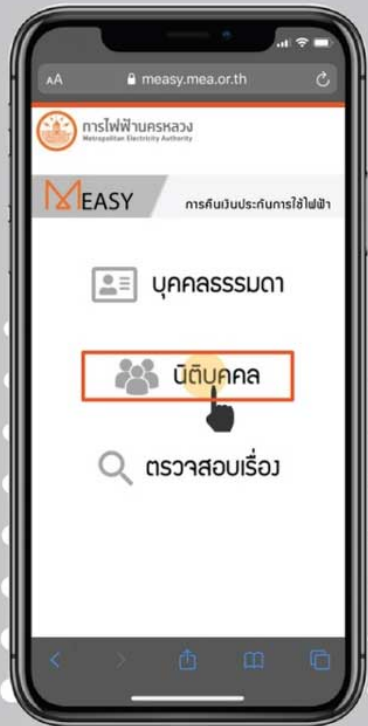 AA measy.mea.or.th
การไฟฟ้านครหลวง
Metropolitan Electricity Authority
MEASY การคืนเงินประกันการใช้ไฟฟ้า
บุคคลธรรมดา
นิติบุคคล
ตรวจสอบเรื่อง